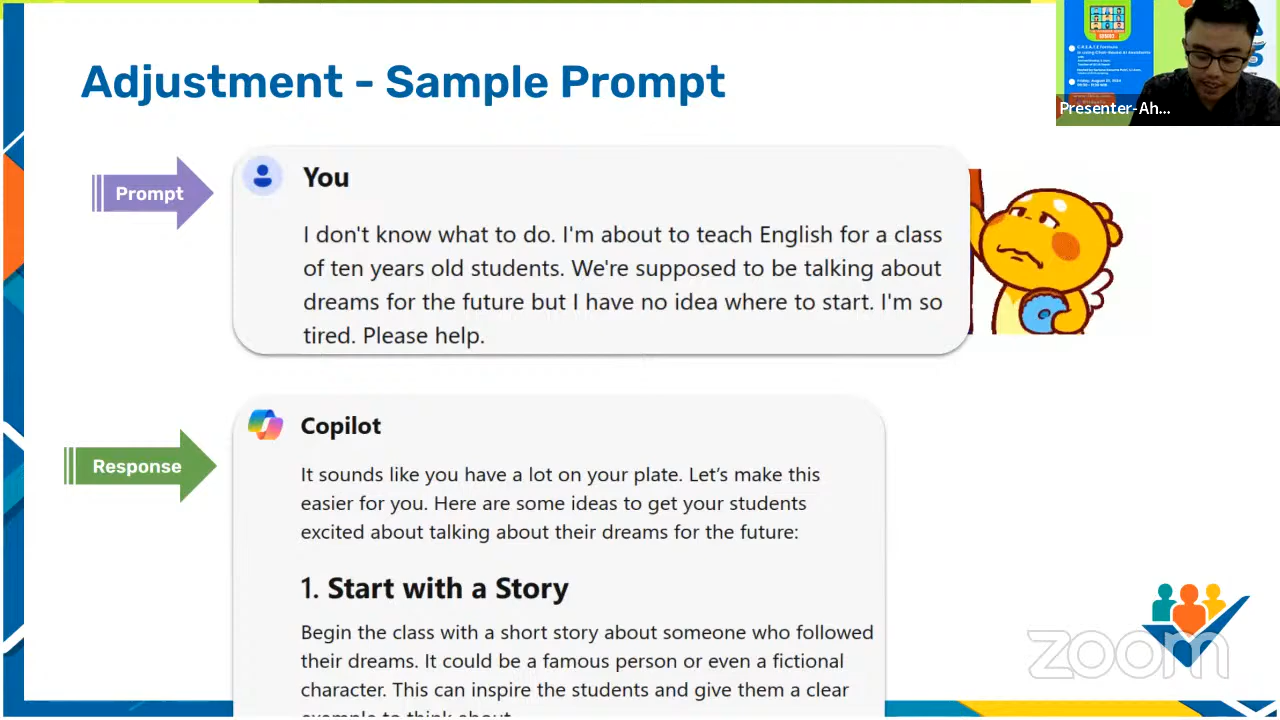 Adjustment - Sample Prompt
Presenter-Ah...
Prompt
You
I don't know what to do. I'm about to teach English for a class
of ten years old students. We're supposed to be talking about
dreams for the future but I have no idea where to start. I'm so
tired. Please help.
Response
Copilot
It sounds like you have a lot on your plate. Let’s make this
easier for you. Here are some ideas to get your students
excited about talking about their dreams for the future:
1. Start with a Story
Begin the class with a short story about someone who followed
their dreams. It could be a famous person or even a fictional
character. This can inspire the students and give them a clear
example to think about.
zoom